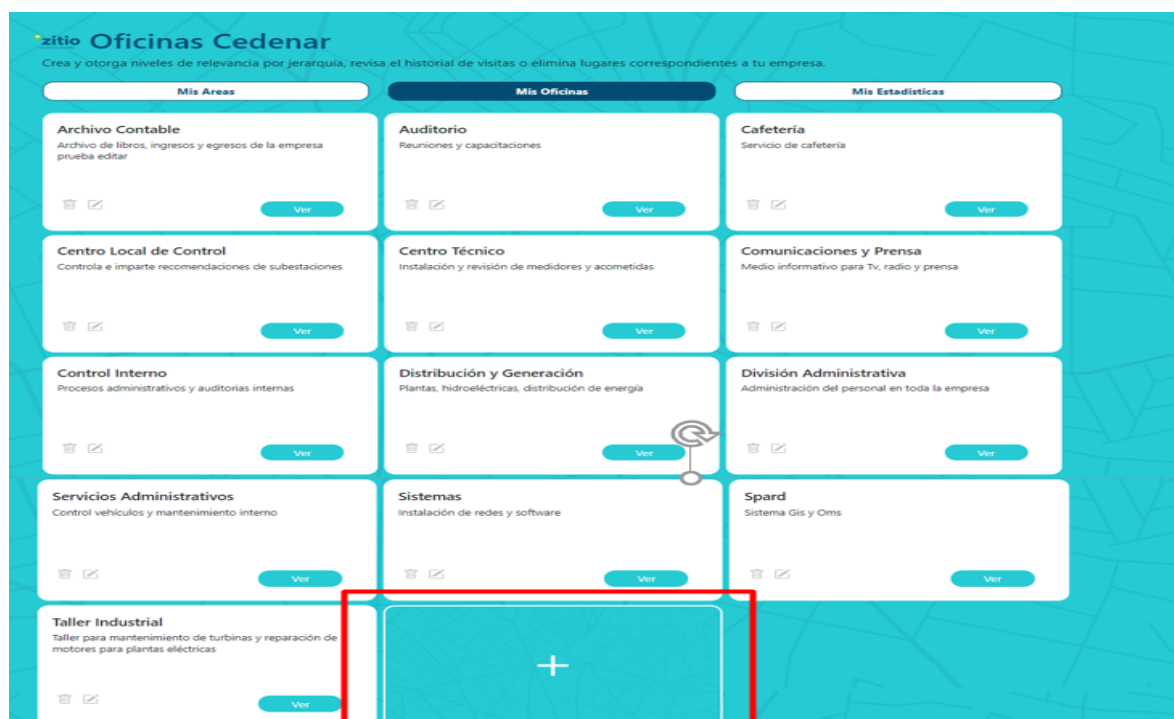 zitio Oficinas Cedenar
Crea y otorga niveles de relevancia por jerarquía, revisa el historial de visitas o elimina lugares correspondientes a tu empresa.
Mis Areas
Mis Oficinas
Mis Estadisticas
Archivo Contable
Archivo de libros, ingresos y egresos de la empresa
prueba editar
Ver
Auditorio
Reuniones y capacitaciones
Ver
Cafetería
Servicio de cafetería
Ver
Centro Local de Control
Controla e imparte recomendaciones de subestaciones
Ver
Centro Técnico
Instalación y revisión de medidores y acometidas
Ver
Comunicaciones y Prensa
Medio informativo para Tv, radio y prensa
Ver
Control Interno
Procesos administrativos y auditorias internas
Ver
Distribución y Generación
Plantas, hidroeléctricas, distribución de energía
Ver
División Administrativa
Administración del personal en toda la empresa
Ver
Servicios Administrativos
Control vehículos y mantenimiento interno
Ver
Sistemas
Instalación de redes y software
Ver
Spard
Sistema Gis y Oms
Ver
Taller Industrial
Taller para mantenimiento de turbinas y reparación de
motores para plantas eléctricas
Ver
+